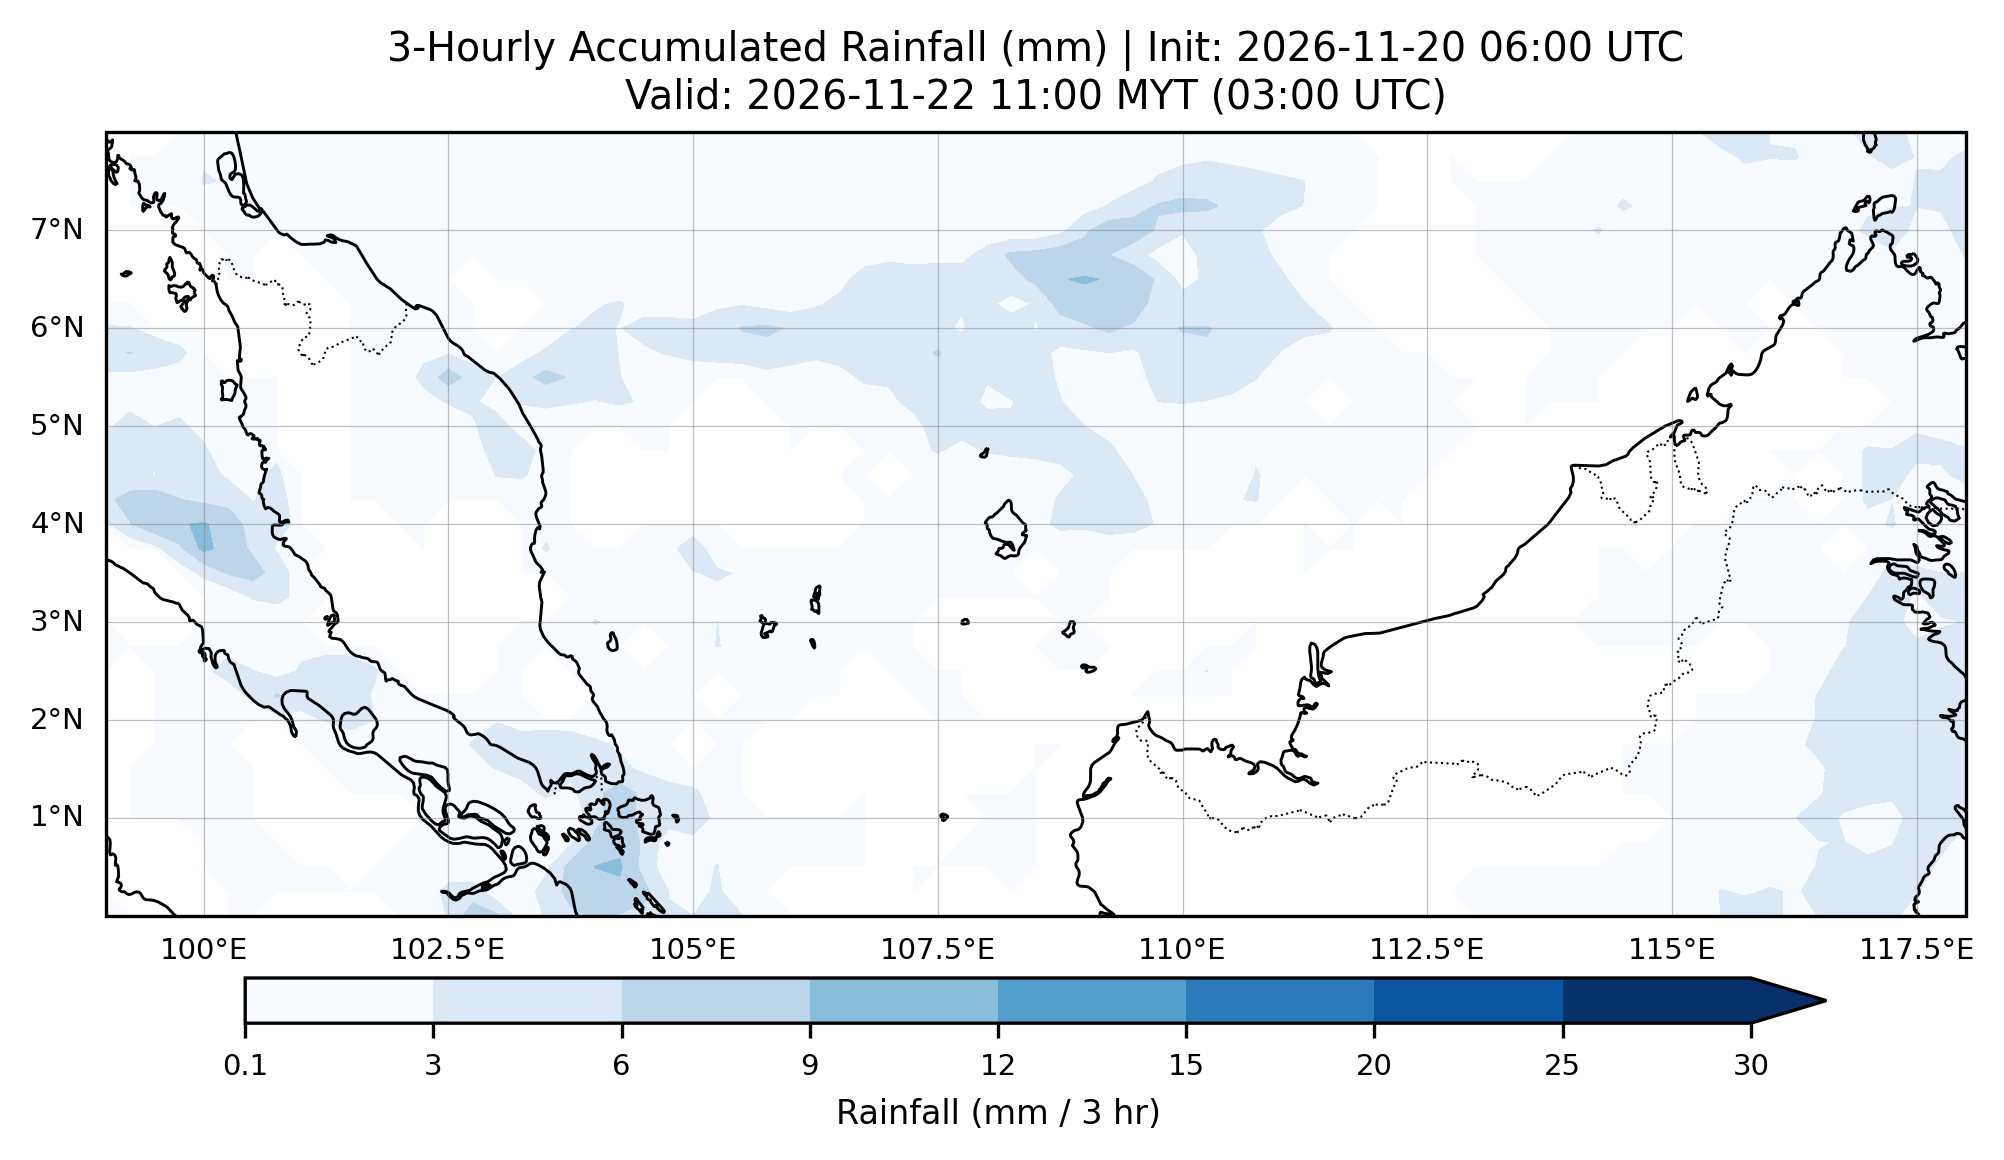 3-Hourly Accumulated Rainfall (mm) | Init: 2026-11-20 06:00 UTC
Valid: 2026-11-22 11:00 MYT (03:00 UTC)
7°N
6°N
5°N
4°N
3°N
2°N
1°N
100°E 102.5°E 105°E 107.5°E 110°E 112.5°E 115°E 117.5°E
0.1 3 6 9 12 15 20 25 30
Rainfall (mm / 3 hr)